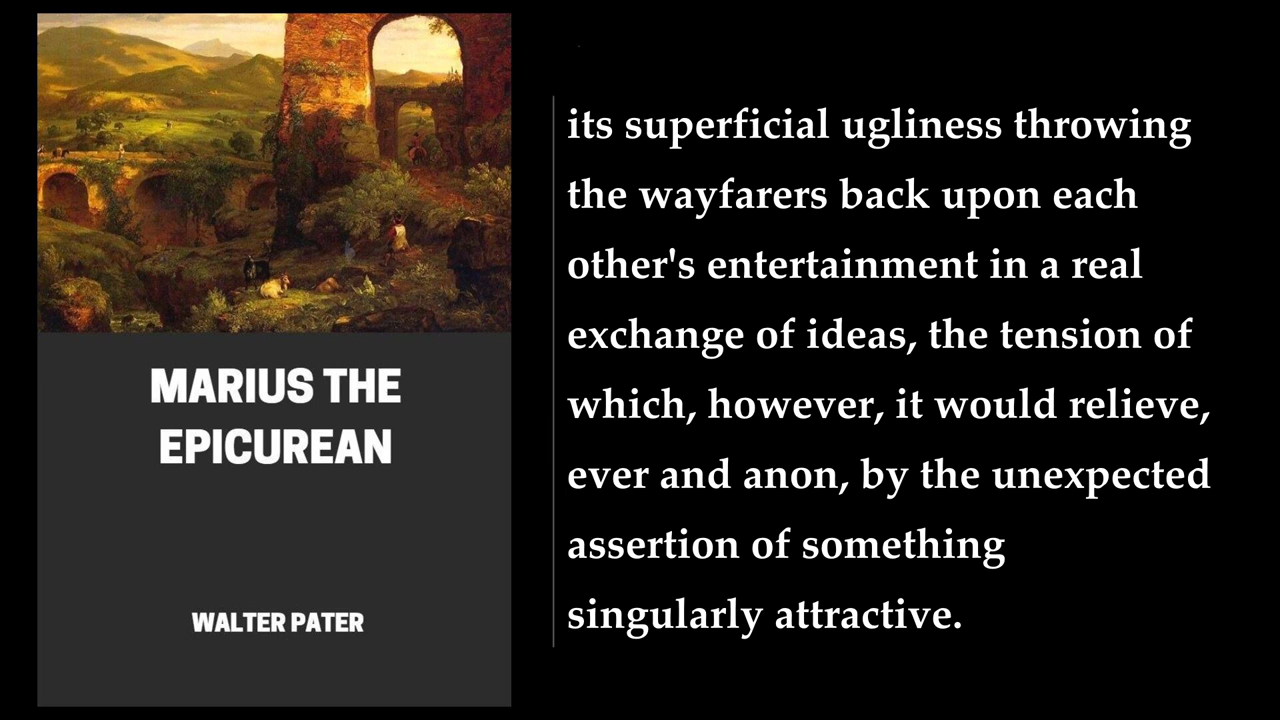 MARIUS THE
EPICUREAN
WALTER PATER
its superficial ugliness throwing
the wayfarers back upon each
other's entertainment in a real
exchange of ideas, the tension of
which, however, it would relieve,
ever and anon, by the unexpected
assertion of something
singularly attractive.